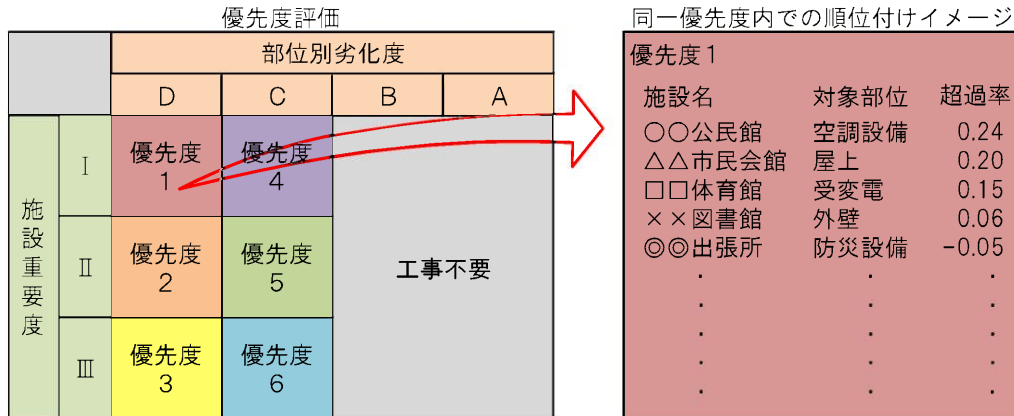 優先度評価
部位別劣化度
D C B A
施設重要度
Ⅰ
優先度
1
優先度
4
Ⅱ
優先度
2
優先度
5
工事不要
Ⅲ
優先度
3
優先度
6
同一優先度内での順位付けイメージ
優先度1
施設名 対象部位 超過率
○○公民館 空調設備 0.24
△△市民会館 屋上 0.20
□□体育館 受変電 0.15
××図書館 外壁 0.06
◎◎出張所 防災設備 -0.05
・ ・ ・
・ ・ ・
・ ・ ・
・ ・ ・
・ ・ ・